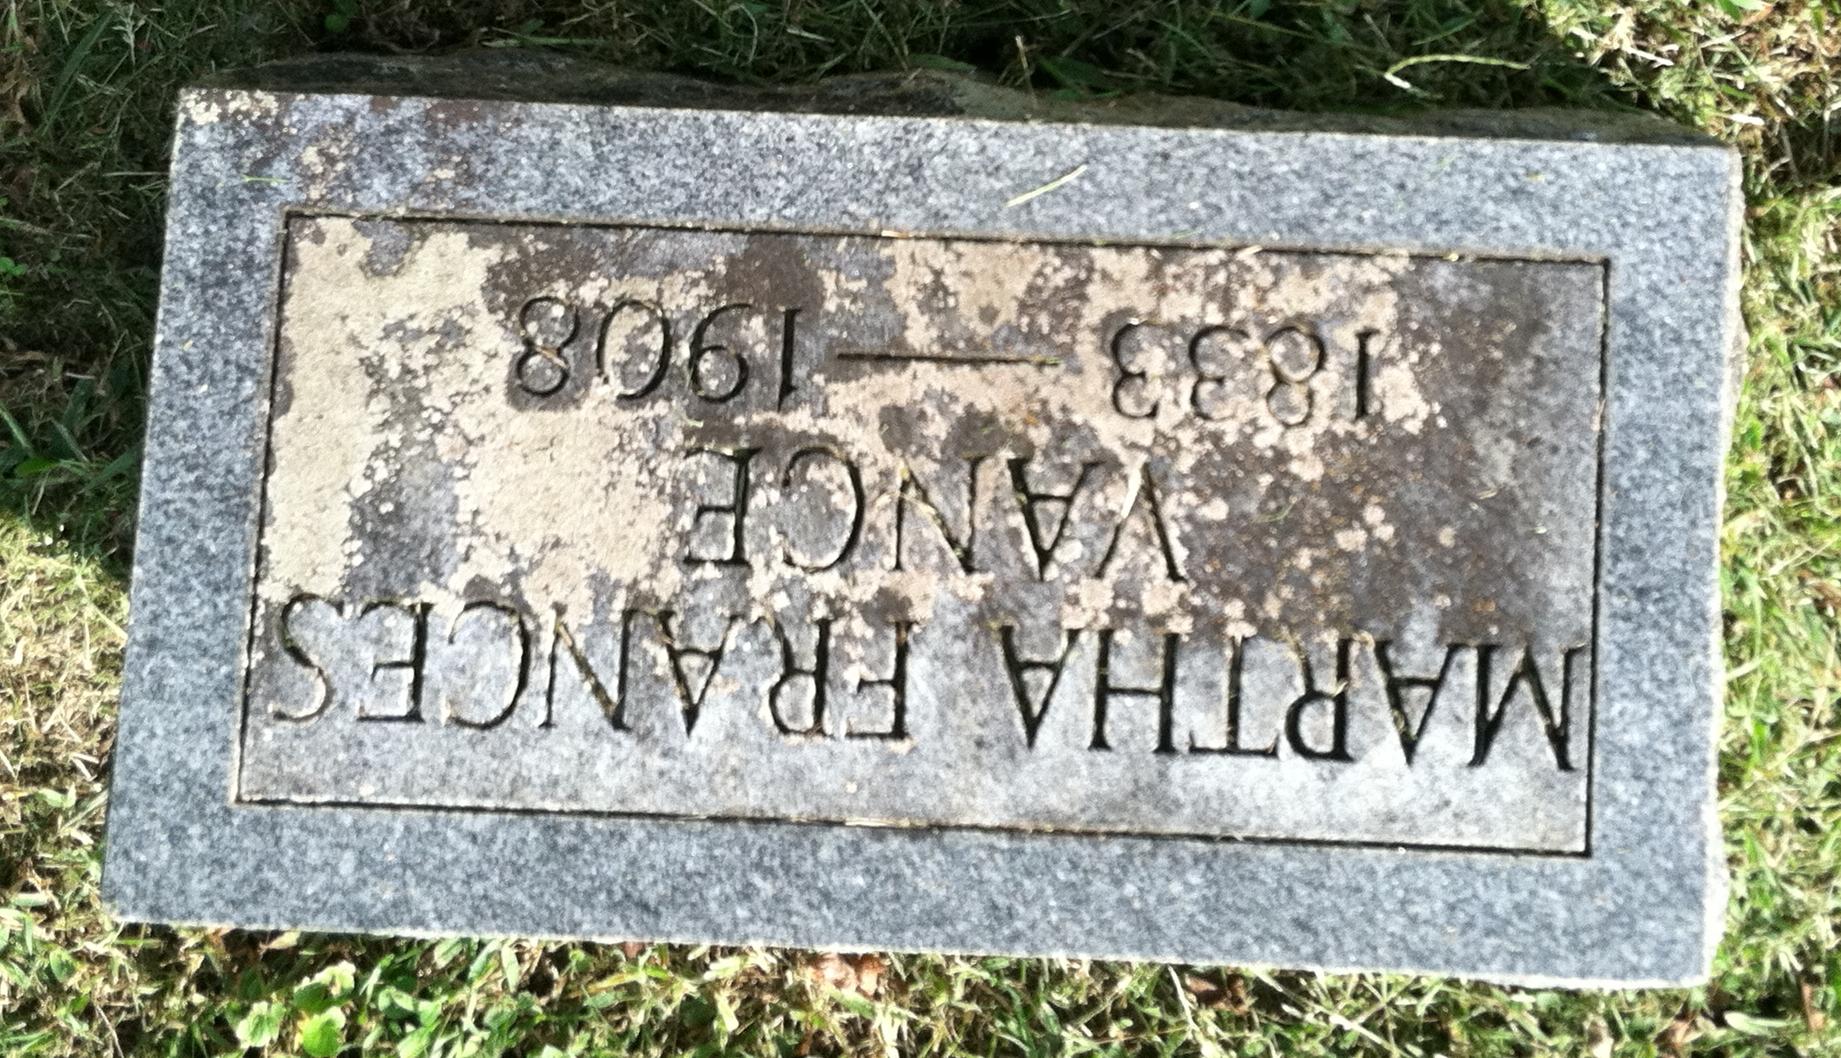 MARTHA FRANCES
VANCE
1833 — 1908